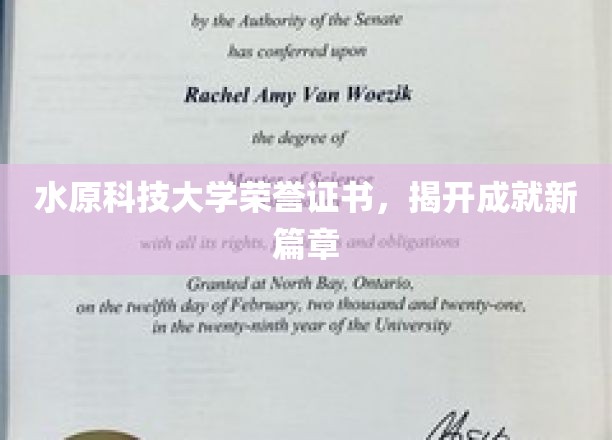 by the Authority of the Senate
has conferred upon
Rachel Amy Van Woezik
the degree of
Master of Science
水原科技大学荣誉证书，揭开成就新
篇章
with all its rights, and obligations
Granted at North Bay, Ontario,
on the twelfth day of February, two thousand and twenty-one,
in the twenty-ninth year of the University